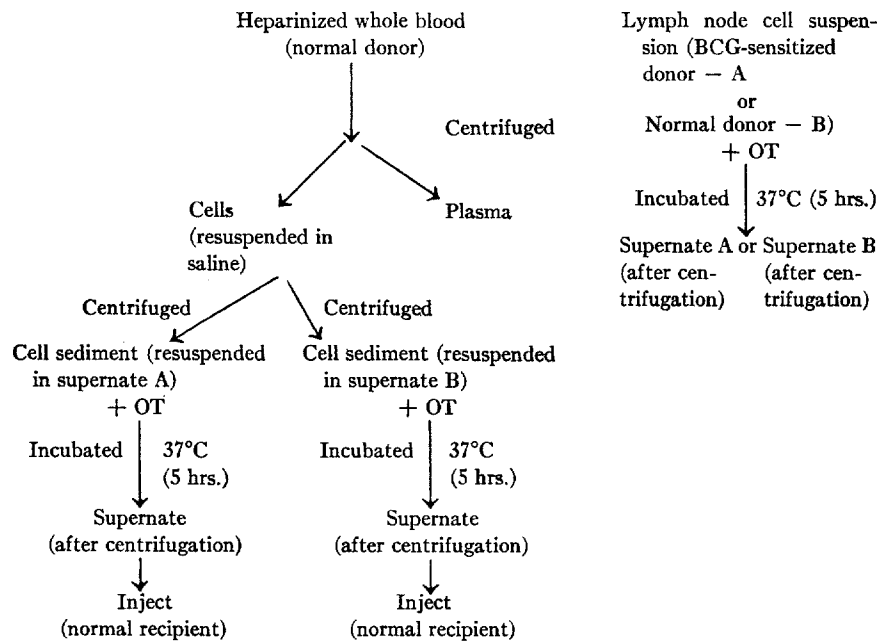 Heparinized whole blood
(normal donor)
Centrifuged
Cells
(resuspended in
saline)
Plasma
Centrifuged
Centrifuged
Cell sediment (resuspended
in supernate A)
+ OT
Cell sediment (resuspended
in supernate B)
+ OT
Incubated
37°C
(5 hrs.)
Incubated
37°C
(5 hrs.)
Supernate
(after centrifugation)
Supernate
(after centrifugation)
Inject
(normal recipient)
Inject
(normal recipient)
Lymph node cell suspen-
sion (BCG-sensitized
donor — A
or
Normal donor — B)
+ OT
Incubated
37°C (5 hrs.)
Supernate A or Supernate B
(after cen-
trifugation)
(after cen-
trifugation)